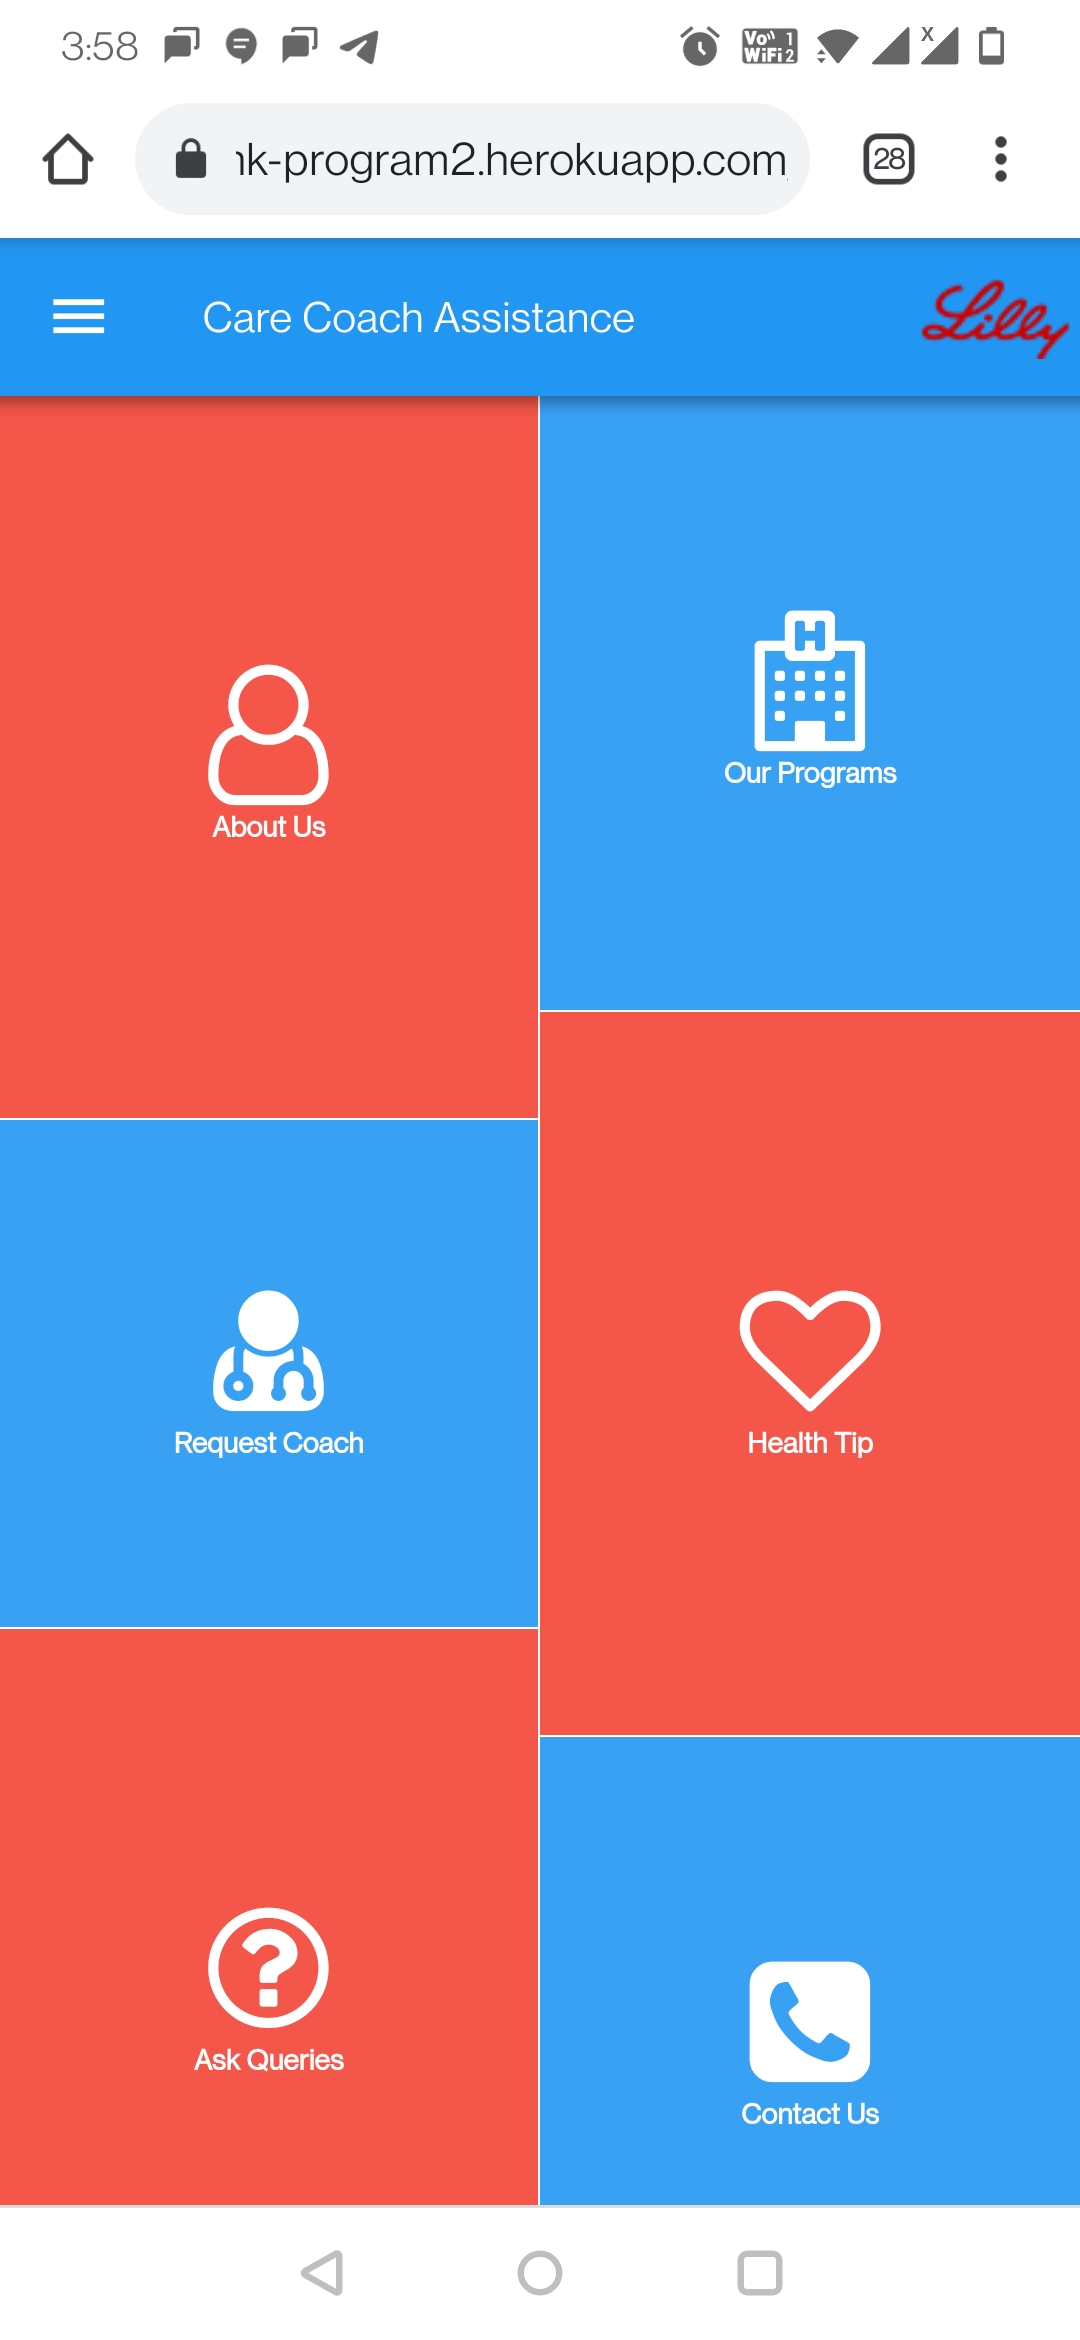 3:58
Vo 1
WiFi 2
X
nk-program2.herokuapp.com
28
Care Coach Assistance
Lilly
About Us
H
Our Programs
Request Coach
Health Tip
Ask Queries
Contact Us